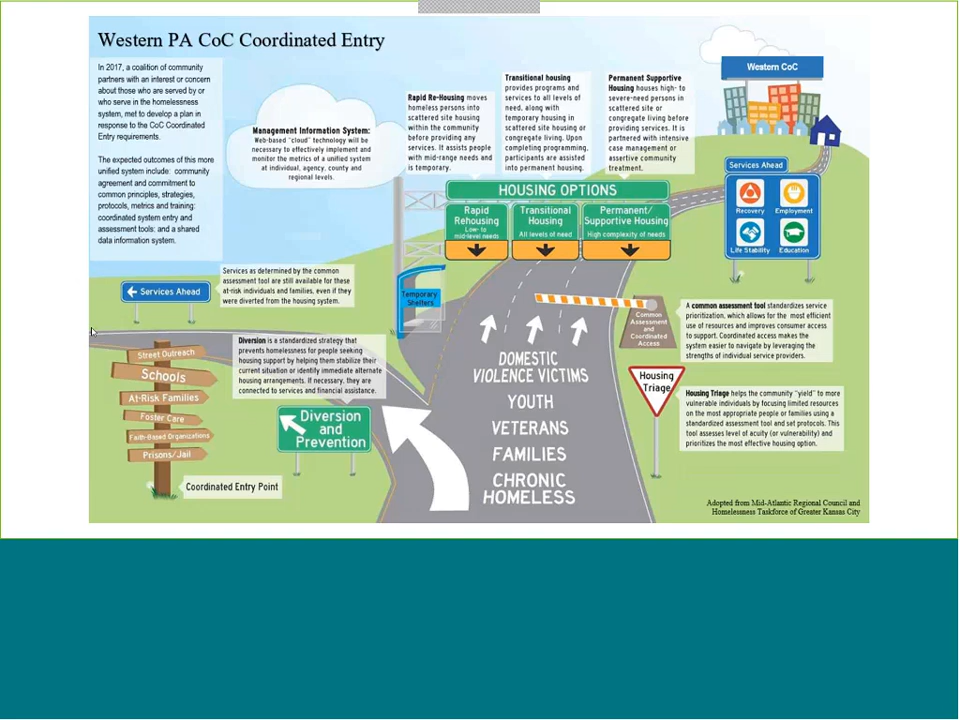 Western PA CoC Coordinated Entry
In 2017, a coalition of community
partners with an interest or concern
about those who are served by or
who serve in the homelessness
system, met to develop a plan in
response to the CoC Coordinated
Entry requirements.
The expected outcomes of this more
unified system include: community
agreement and commitment to
common principles, strategies,
protocols, metrics and training:
coordinated system entry and
assessment tools: and a shared
data information system.
Management Information System:
Web-based "cloud" technology will be
necessary to effectively implement and
monitor the metrics of a unified system
at individual, agency, county and
regional levels.
Rapid Re-Housing moves
homeless persons into
scattered site housing
within the community
before providing any
services. It assists people
with mid-range needs and
is temporary.
Transitional housing
provides programs and
services to all levels of
need, along with
temporary housing in
scattered site housing or
congregate living. Upon
completing programming,
participants are assisted
into permanent housing.
Permanent Supportive
Housing houses high- to
severe-need persons in
scattered site or
congregate living before
providing services. It is
partnered with intensive
case management or
assertive community
treatment.
Western CoC
Services Ahead
Recovery
Employment
Life Stability
Education
HOUSING OPTIONS
Rapid
Rehousing
Low- to
mid-level needs
Transitional
Housing
All levels of need
Permanent/
Supportive Housing
High complexity of needs
Services Ahead
Services as determined by the common
assessment tool are still available for these
at-risk individuals and families, even if they
were diverted from the housing system.
Temporary
Shelters
Common
Assessment
and
Coordinated
Access
A common assessment tool standardizes service
prioritization, which allows for the most efficient
use of resources and improves consumer access
to support. Coordinated access makes the
system easier to navigate by leveraging the
strengths of individual service providers.
Diversion is a standardized strategy that
prevents homelessness for people seeking
housing support by helping them stabilize their
current situation or identify immediate alternate
housing arrangements. If necessary, they are
connected to services and financial assistance.
Street Outreach
Schools
At-Risk Families
Foster Care
Faith-Based Organizations
Prisons/Jail
Coordinated Entry Point
Diversion
and
Prevention
DOMESTIC
VIOLENCE VICTIMS
YOUTH
VETERANS
FAMILIES
CHRONIC
HOMELESS
Housing
Triage
Housing Triage helps the community "yield" to more
vulnerable individuals by focusing limited resources
on the most appropriate people or families using a
standardized assessment tool and set protocols. This
tool assesses level of acuity (or vulnerability) and
prioritizes the most effective housing option.
Adopted from Mid-Atlantic Regional Council and
Homelessness Taskforce of Greater Kansas City